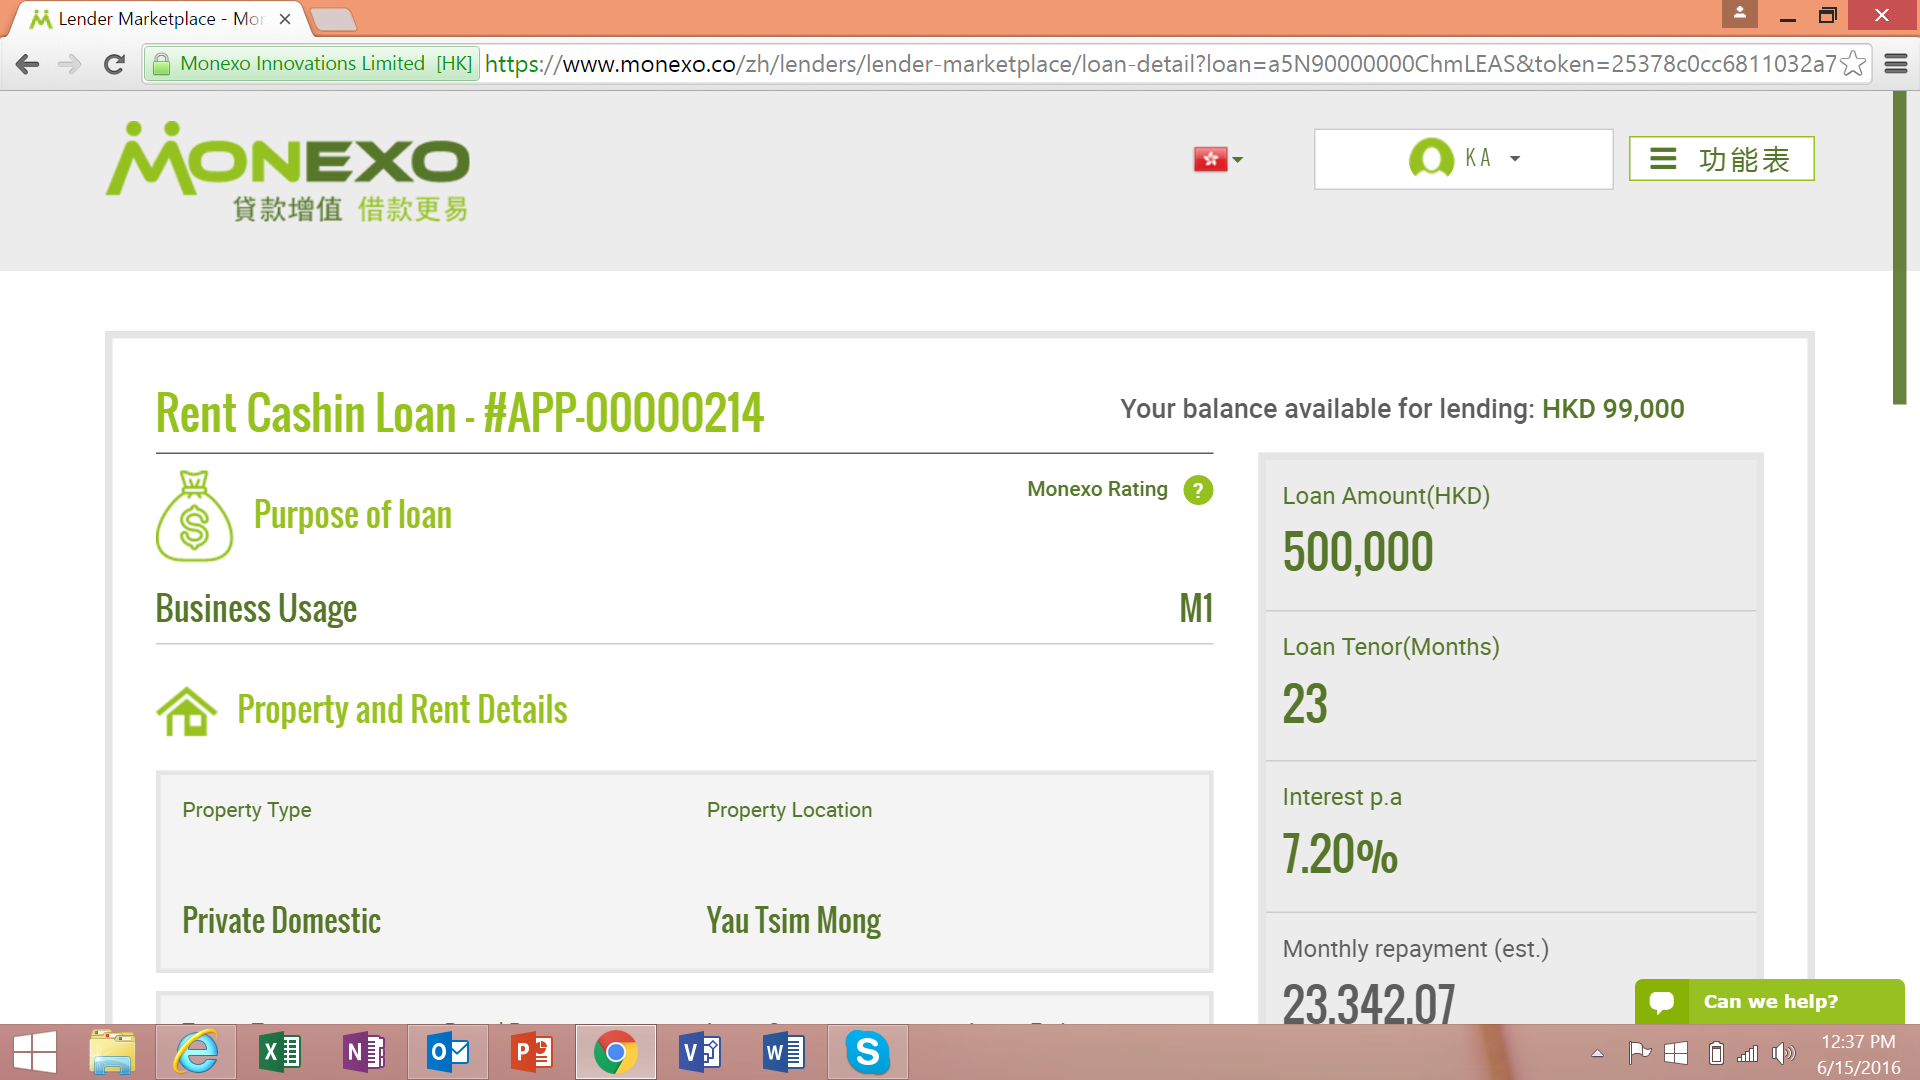 Lender Marketplace - Mor
Monexo Innovations Limited [HK]
https://www.monexo.co/zh/lenders/lender-marketplace/loan-detail?loan=a5N90000000ChmLEAS&token=25378c0cc6811032a7
MONEXO
貸款增值 借款更易
KA
功能表
Rent Cashin Loan - #APP-00000214
Your balance available for lending: HKD 99,000
Purpose of loan
Monexo Rating ?
Business Usage
M1
Loan Amount(HKD)
500,000
Loan Tenor(Months)
23
Interest p.a
7.20%
Monthly repayment (est.)
23,342.07
Property and Rent Details
Property Type
Property Location
Private Domestic
Yau Tsim Mong
Can we help?
12:37 PM
6/15/2016